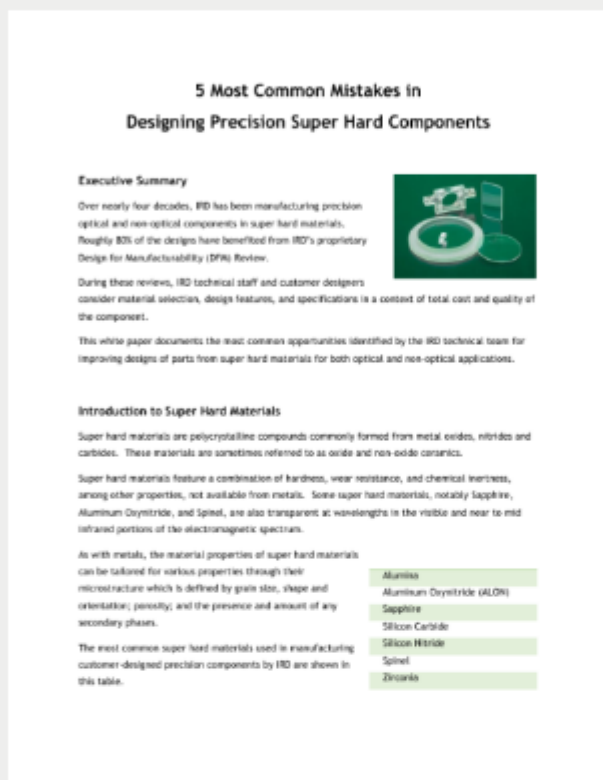 5 Most Common Mistakes in
Designing Precision Super Hard Components
Executive Summary
Over nearly four decades, IRD has been manufacturing precision
optical and non-optical components in super hard materials.
Roughly 80% of the designs have benefited from IRD's proprietary
Design for Manufacturability (DFM) Review.
During these reviews, IRD technical staff and customer designers
consider material selection, design features, and specifications in a context of total cost and quality of
the component.
This white paper documents the most common opportunities identified by the IRD technical team for
improving designs of parts from super hard materials for both optical and non-optical applications.
Introduction to Super Hard Materials
Super hard materials are polycrystalline compounds commonly formed from metal oxides, nitrides and
carbides. These materials are sometimes referred to as oxide and non-oxide ceramics.
Super hard materials feature a combination of hardness, wear resistance, and chemical inertness,
among other properties, not available from metals. Some super hard materials, notably Sapphire,
Aluminum Oxynitride, and Spinel, are also transparent at wavelengths in the visible and near to mid
infrared portions of the electromagnetic spectrum.
As with metals, the material properties of super hard materials
can be tailored for various properties through their
microstructure which is defined by grain size, shape and
orientation; porosity; and the presence and amount of any
secondary phases.
The most common super hard materials used in manufacturing
customer-designed precision components by IRD are shown in
this table.
Alumina
Aluminum Oxynitride (ALON)
Sapphire
Silicon Carbide
Silicon Nitride
Spinel
Zirconia